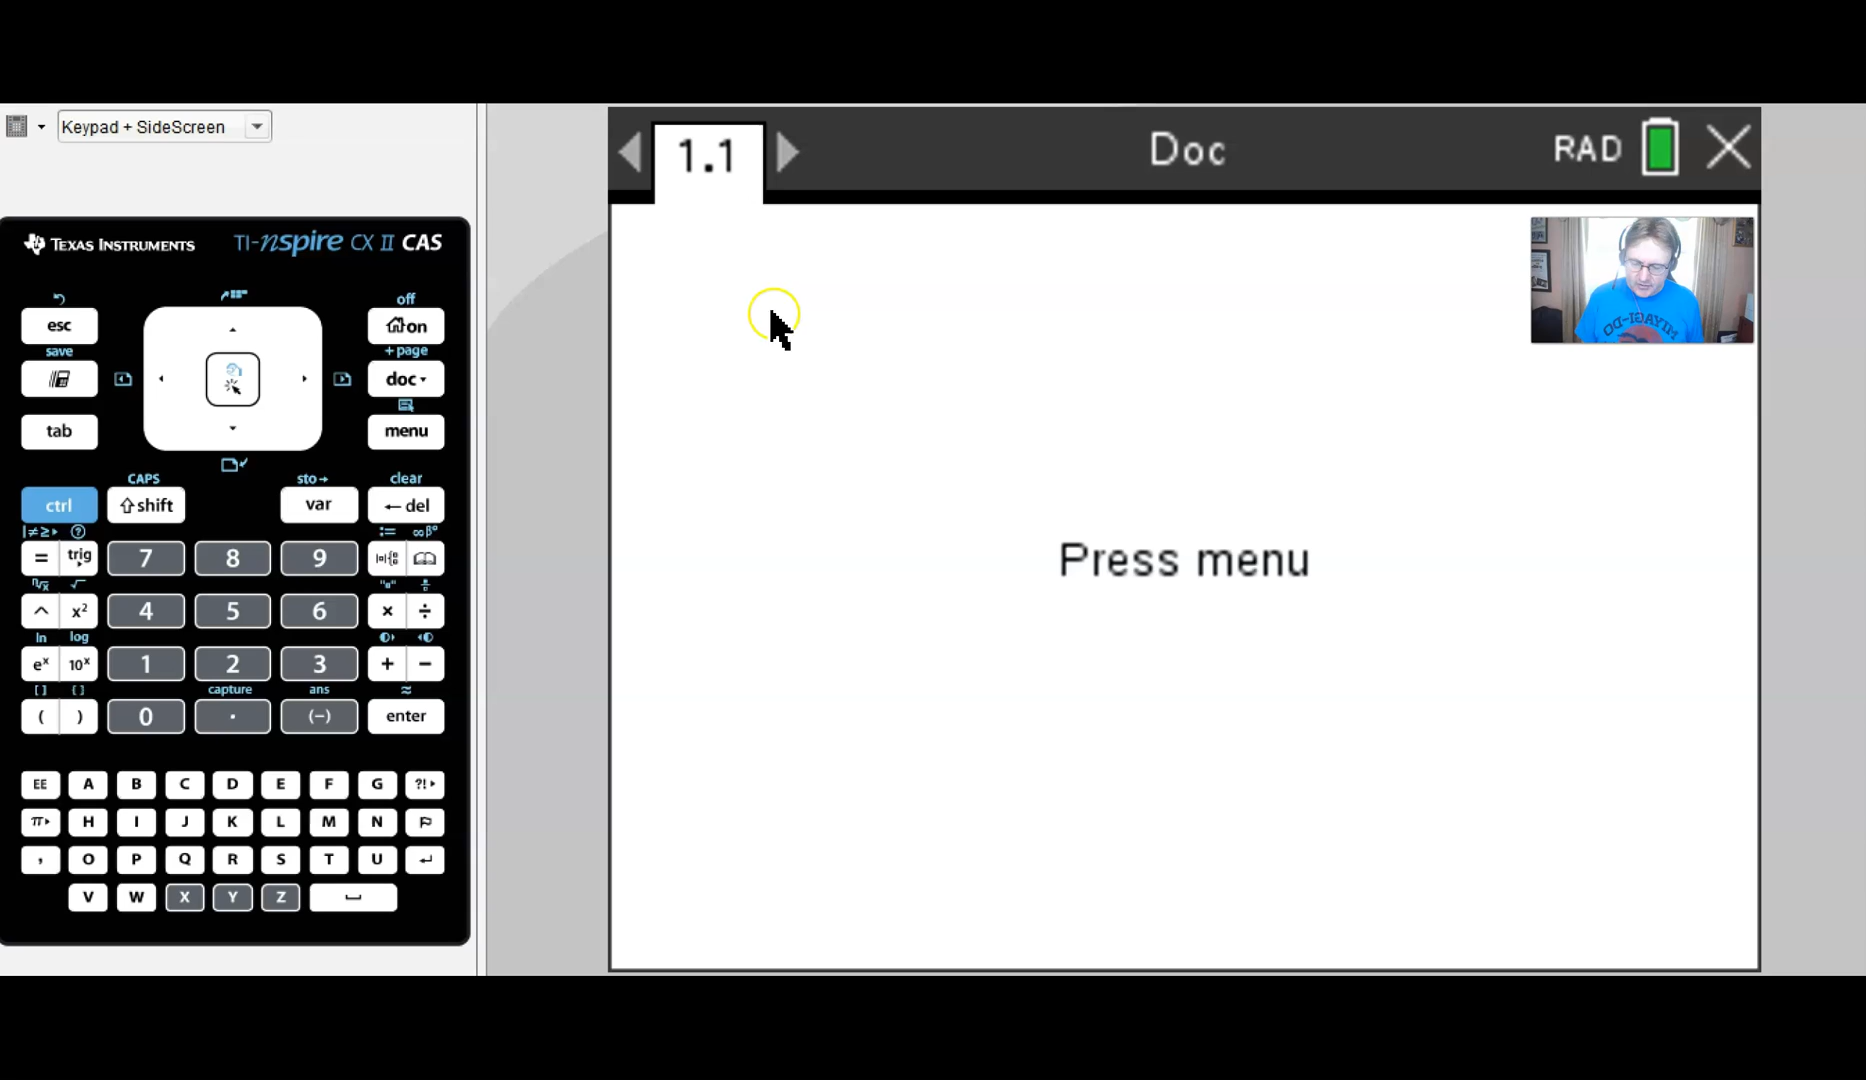 Keypad + SideScreen
1.1
Doc
RAD
TEXAS INSTRUMENTS
TI-nspire CX II CAS
off
esc
on
save
+ page
doc
tab
menu
CAPS
sto→
clear
ctrl
⇧shift
var
←del
|≠≥▸
?
:=
∞β°
=
trig
7
8
9
|□|{
ⁿ√x
√
"□"
^
x²
4
5
6
×
÷
ln
log
eˣ
10ˣ
1
2
3
+
−
[ ]
{ }
capture
ans
≈
(
)
0
.
(−)
enter
EE
A
B
C
D
E
F
G
?!▸
π▸
H
I
J
K
L
M
N
,
O
P
Q
R
S
T
U
↵
V
W
X
Y
Z
MIYAGI-DO
Press menu